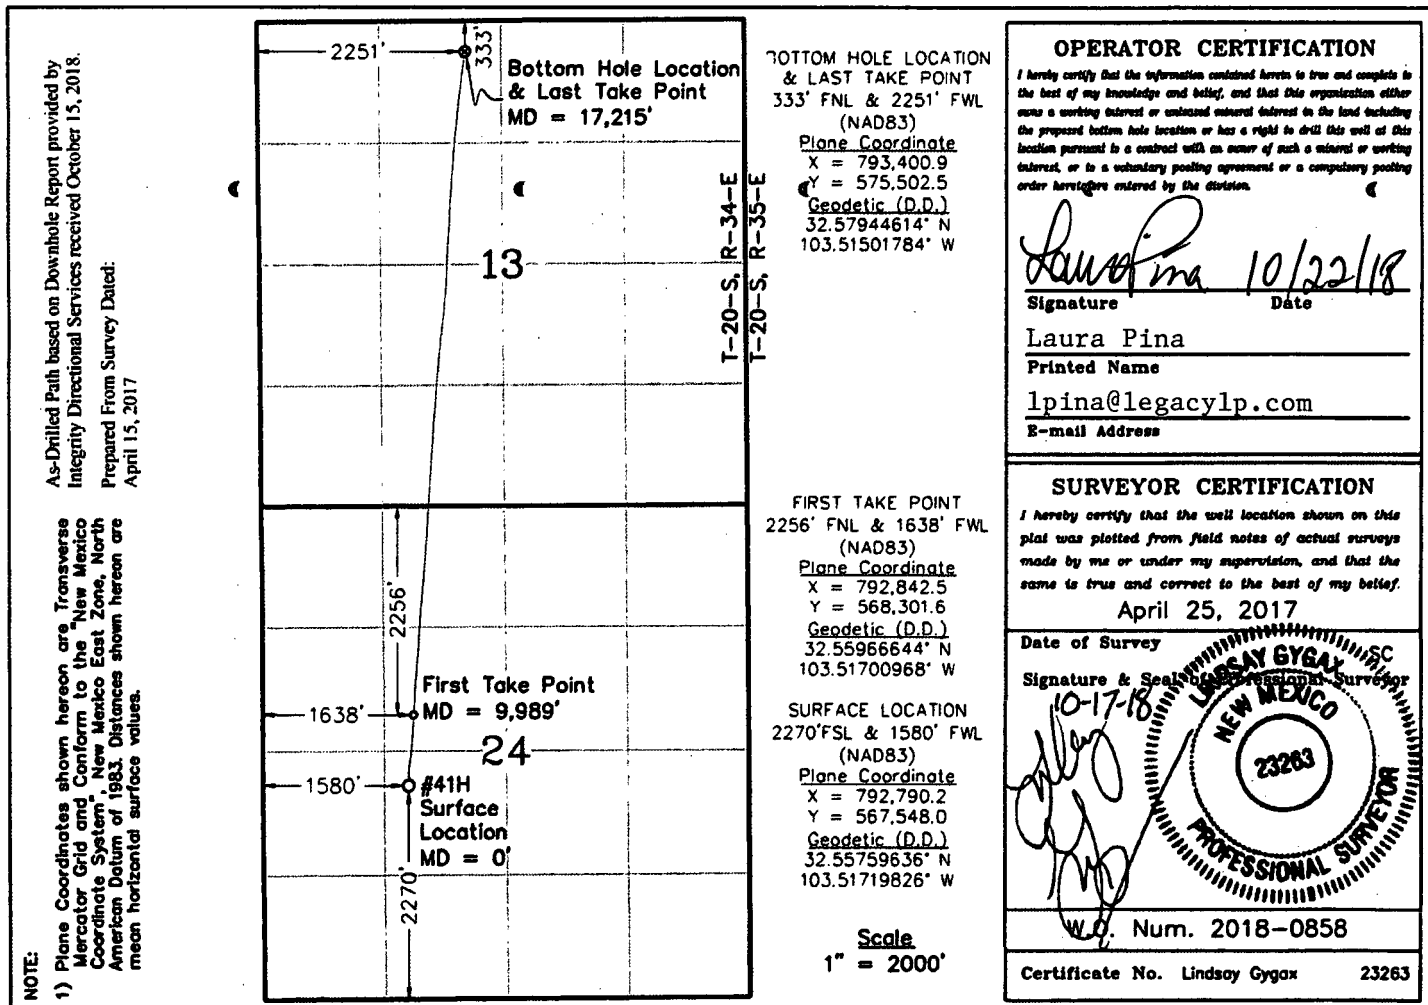 As-Drilled Path based on Downhole Report provided by
Integrity Directional Services received October 15, 2018.
Prepared From Survey Dated:
April 15, 2017
NOTE:
1) Plane Coordinates shown hereon are Transverse
Mercator Grid and Conform to the "New Mexico
Coordinate System", New Mexico East Zone, North
American Datum of 1983. Distances shown hereon are
mean horizontal surface values.
2251'
333'
Bottom Hole Location
& Last Take Point
MD = 17,215'
13
T-20-S, R-34-E
T-20-S, R-35-E
2256'
First Take Point
1638'
MD = 9,989'
24
1580'
#41H
Surface
Location
MD = 0'
2270'
BOTTOM HOLE LOCATION
& LAST TAKE POINT
333' FNL & 2251' FWL
(NAD83)
Plane Coordinate
X = 793,400.9
Y = 575,502.5
Geodetic (D.D.)
32.57944614° N
103.51501784° W
FIRST TAKE POINT
2256' FNL & 1638' FWL
(NAD83)
Plane Coordinate
X = 792,842.5
Y = 568,301.6
Geodetic (D.D.)
32.55966644° N
103.51700968° W
SURFACE LOCATION
2270'FSL & 1580' FWL
(NAD83)
Plane Coordinate
X = 792,790.2
Y = 567,548.0
Geodetic (D.D.)
32.55759636° N
103.51719826° W
Scale
1" = 2000'
OPERATOR CERTIFICATION
I hereby certify that the information contained herein is true and complete to
the best of my knowledge and belief, and that this organization either
owns a working interest or unleased mineral interest in the land including
the proposed bottom hole location or has a right to drill this well at this
location pursuant to a contract with an owner of such a mineral or working
interest, or to a voluntary pooling agreement or a compulsory pooling
order heretofore entered by the division.
Laura Pina 10/22/18
Signature Date
Laura Pina
Printed Name
lpina@legacylp.com
E-mail Address
SURVEYOR CERTIFICATION
I hereby certify that the well location shown on this
plat was plotted from field notes of actual surveys
made by me or under my supervision, and that the
same is true and correct to the best of my belief.
April 25, 2017
Date of Survey
SC
Signature & Seal of Professional Surveyor
10-17-18
LINDSAY GYGAX
NEW MEXICO
23263
PROFESSIONAL SURVEYOR
W.O. Num. 2018-0858
Certificate No. Lindsay Gygax 23263